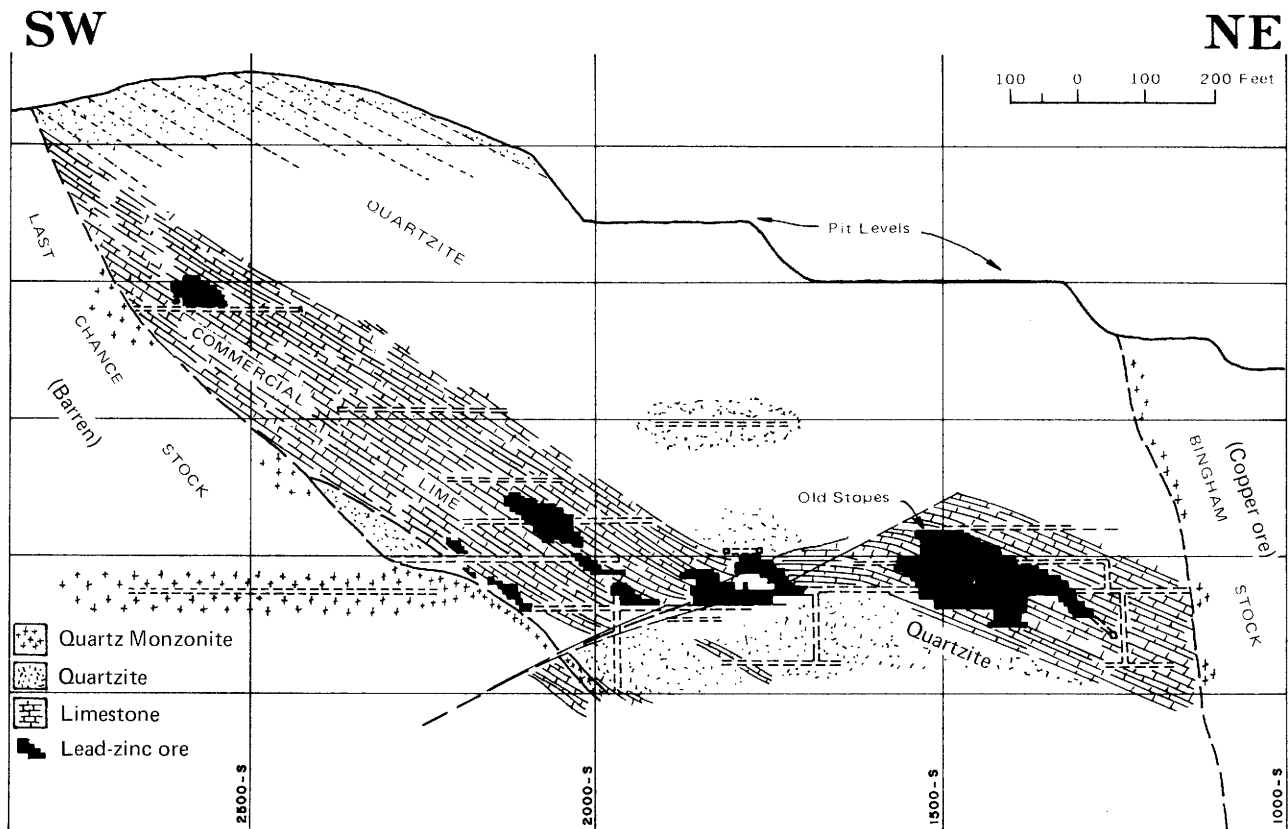 SW
NE
100 0 100 200 Feet
QUARTZITE
Pit Levels
LAST
CHANCE
STOCK
(Barren)
COMMERCIAL
LIME
Old Stopes
BINGHAM
STOCK
(Copper ore)
Quartzite
Quartz Monzonite
Quartzite
Limestone
Lead-zinc ore
2500-S
2000-S
1500-S
1000-S